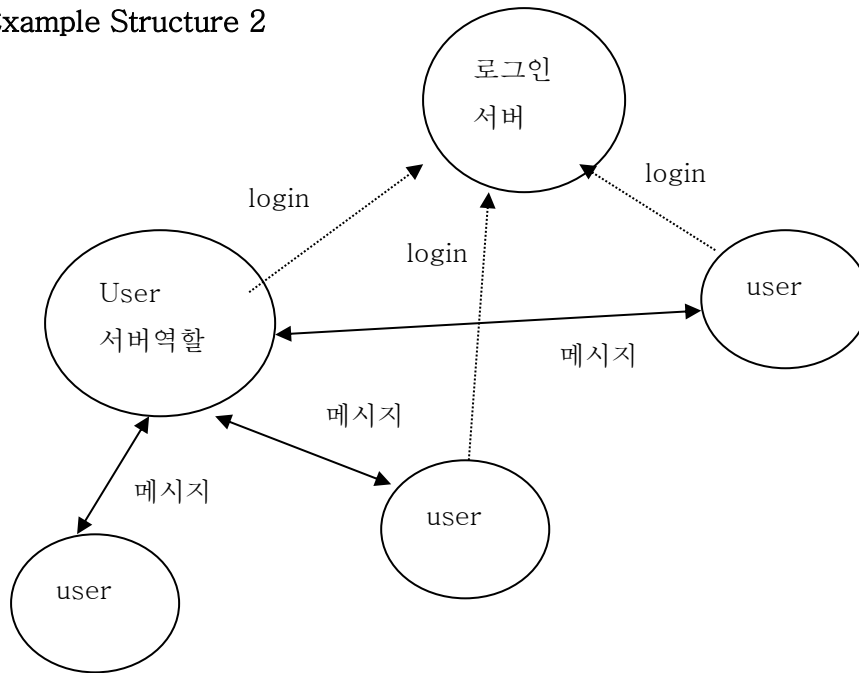 Example Structure 2
로그인
서버
login
login
login
User
서버역할
user
메시지
메시지
메시지
user
user